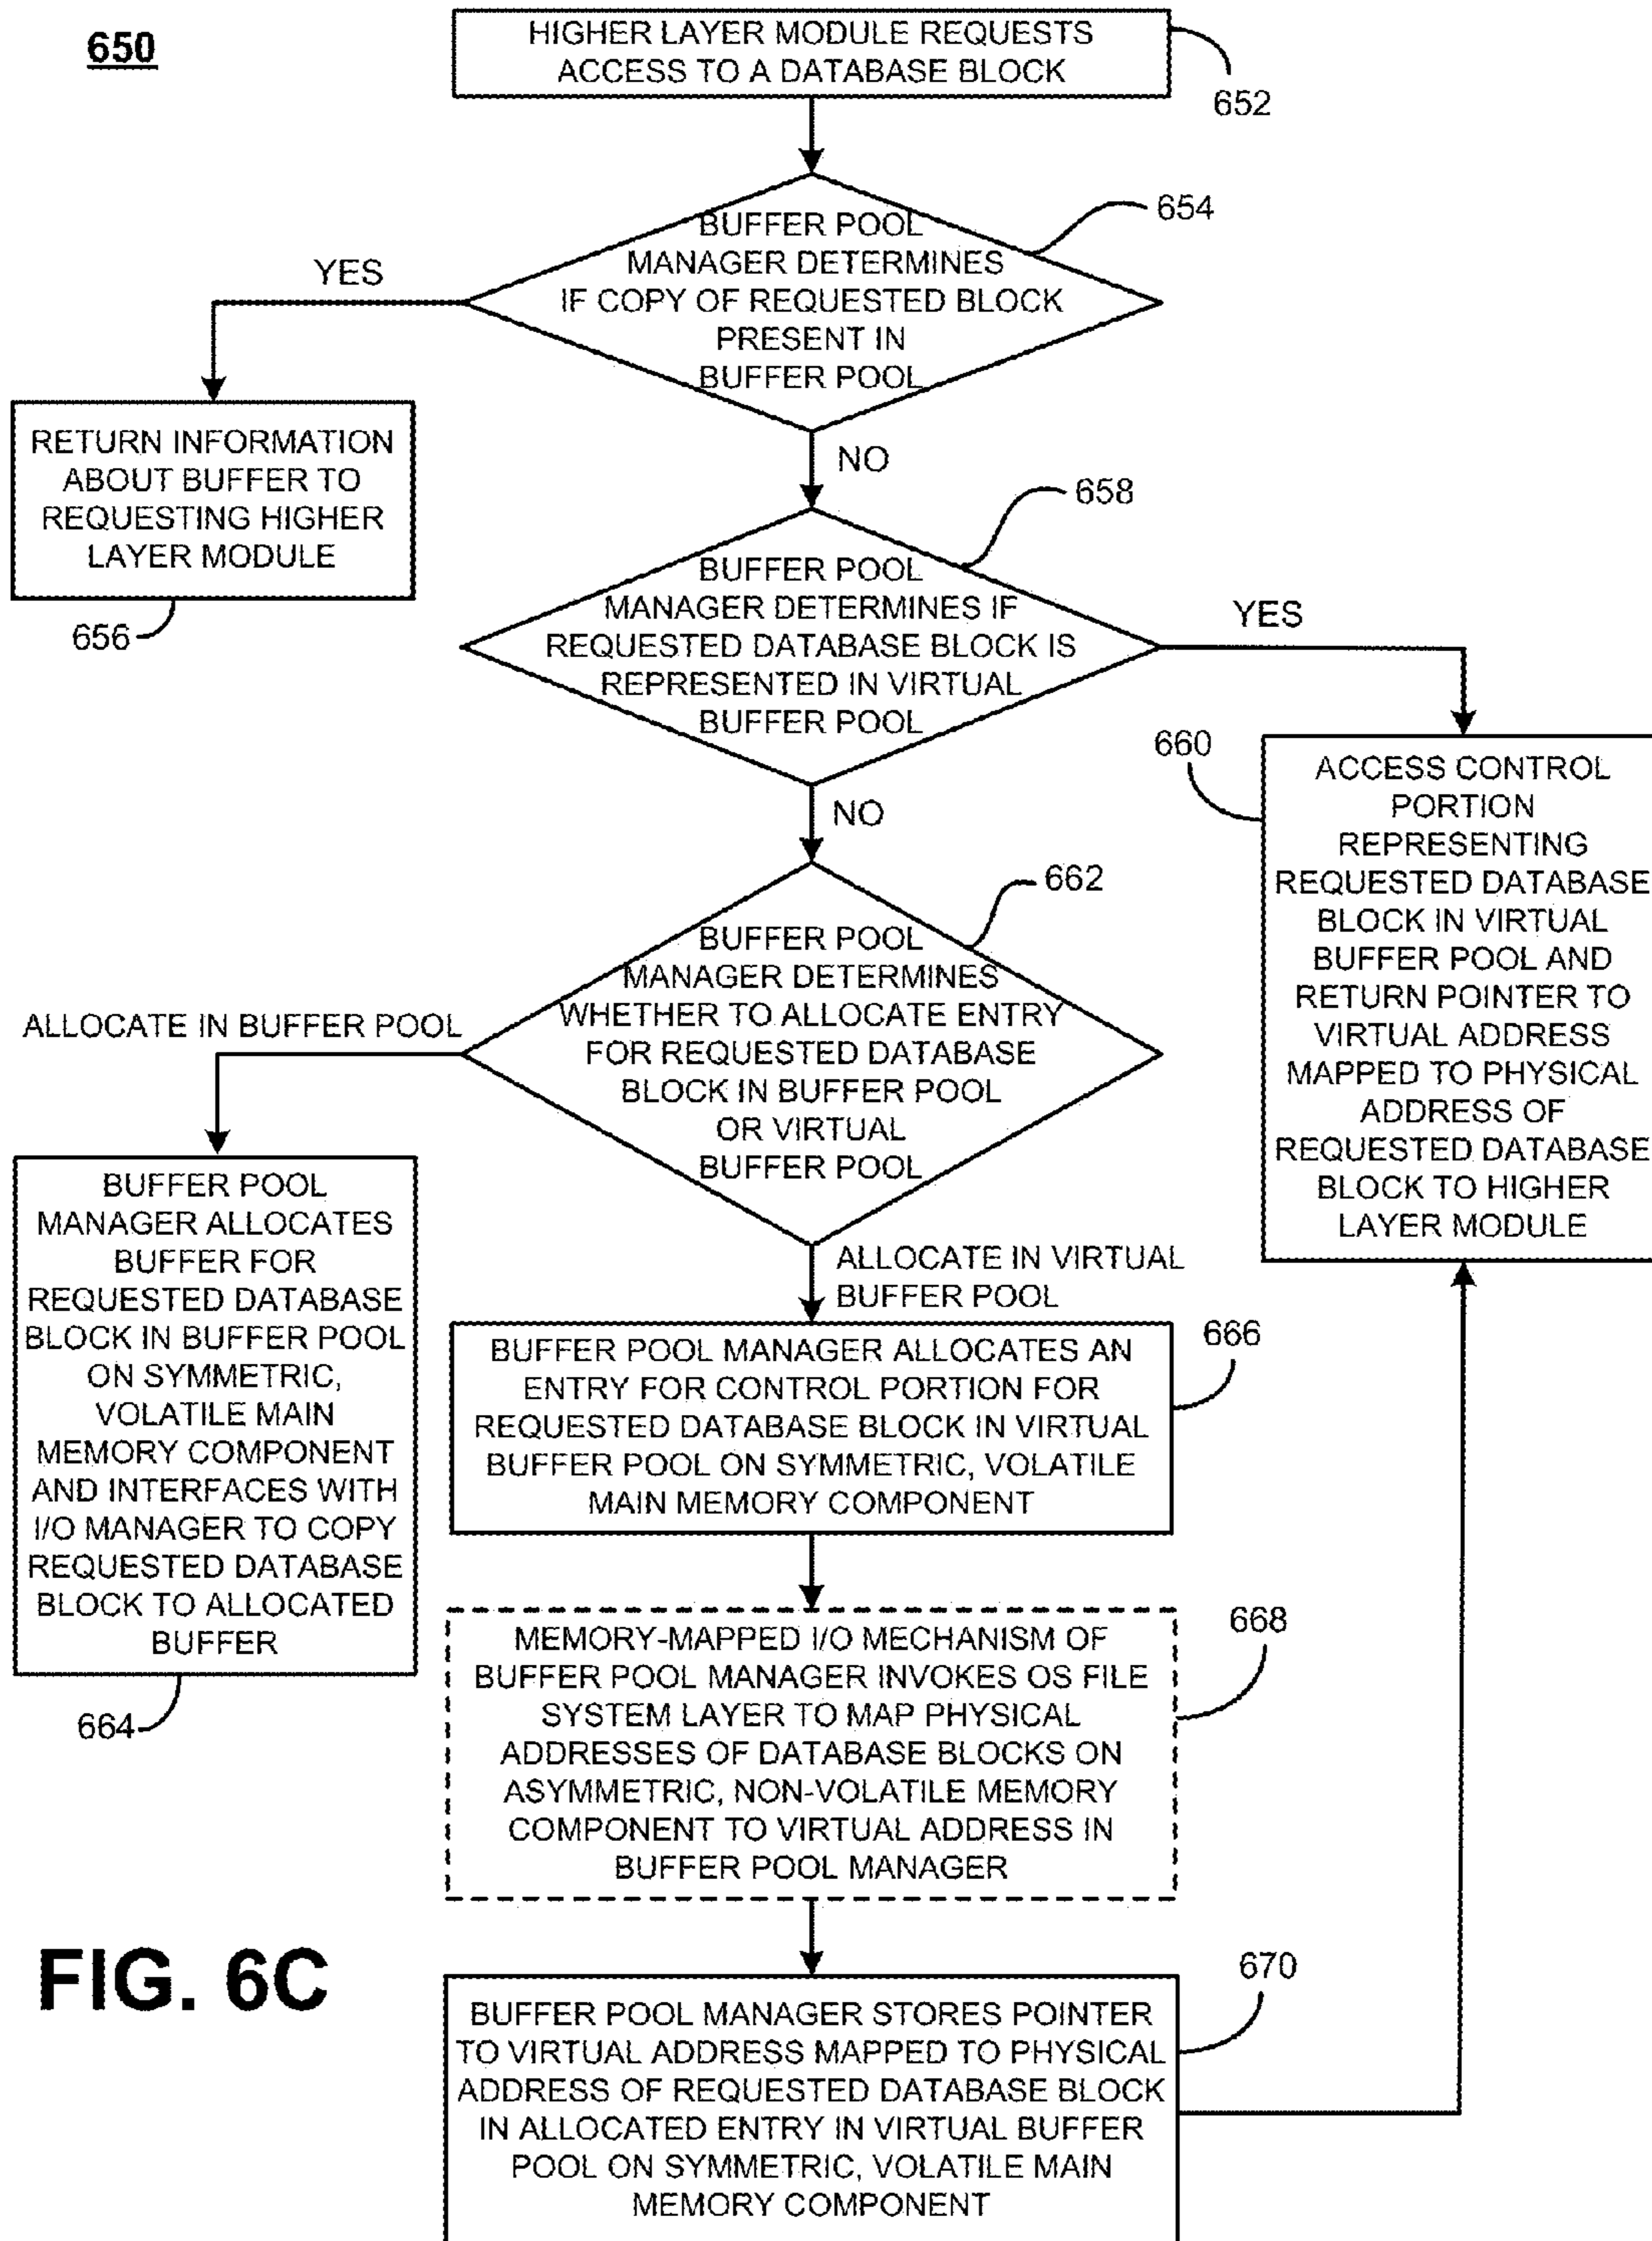 650
HIGHER LAYER MODULE REQUESTS
ACCESS TO A DATABASE BLOCK
652
BUFFER POOL
MANAGER DETERMINES
IF COPY OF REQUESTED BLOCK
PRESENT IN
BUFFER POOL
654
YES
NO
RETURN INFORMATION
ABOUT BUFFER TO
REQUESTING HIGHER
LAYER MODULE
656
BUFFER POOL
MANAGER DETERMINES IF
REQUESTED DATABASE BLOCK IS
REPRESENTED IN VIRTUAL
BUFFER POOL
658
YES
NO
660
ACCESS CONTROL
PORTION
REPRESENTING
REQUESTED DATABASE
BLOCK IN VIRTUAL
BUFFER POOL AND
RETURN POINTER TO
VIRTUAL ADDRESS
MAPPED TO PHYSICAL
ADDRESS OF
REQUESTED DATABASE
BLOCK TO HIGHER
LAYER MODULE
662
BUFFER POOL
MANAGER DETERMINES
WHETHER TO ALLOCATE ENTRY
FOR REQUESTED DATABASE
BLOCK IN BUFFER POOL
OR VIRTUAL
BUFFER POOL
ALLOCATE IN BUFFER POOL
BUFFER POOL
MANAGER ALLOCATES
BUFFER FOR
REQUESTED DATABASE
BLOCK IN BUFFER POOL
ON SYMMETRIC,
VOLATILE MAIN
MEMORY COMPONENT
AND INTERFACES WITH
I/O MANAGER TO COPY
REQUESTED DATABASE
BLOCK TO ALLOCATED
BUFFER
664
ALLOCATE IN VIRTUAL
BUFFER POOL
BUFFER POOL MANAGER ALLOCATES AN
ENTRY FOR CONTROL PORTION FOR
REQUESTED DATABASE BLOCK IN VIRTUAL
BUFFER POOL ON SYMMETRIC, VOLATILE
MAIN MEMORY COMPONENT
666
MEMORY-MAPPED I/O MECHANISM OF
BUFFER POOL MANAGER INVOKES OS FILE
SYSTEM LAYER TO MAP PHYSICAL
ADDRESSES OF DATABASE BLOCKS ON
ASYMMETRIC, NON-VOLATILE MEMORY
COMPONENT TO VIRTUAL ADDRESS IN
BUFFER POOL MANAGER
668
BUFFER POOL MANAGER STORES POINTER
TO VIRTUAL ADDRESS MAPPED TO PHYSICAL
ADDRESS OF REQUESTED DATABASE BLOCK
IN ALLOCATED ENTRY IN VIRTUAL BUFFER
POOL ON SYMMETRIC, VOLATILE MAIN
MEMORY COMPONENT
670
FIG. 6C